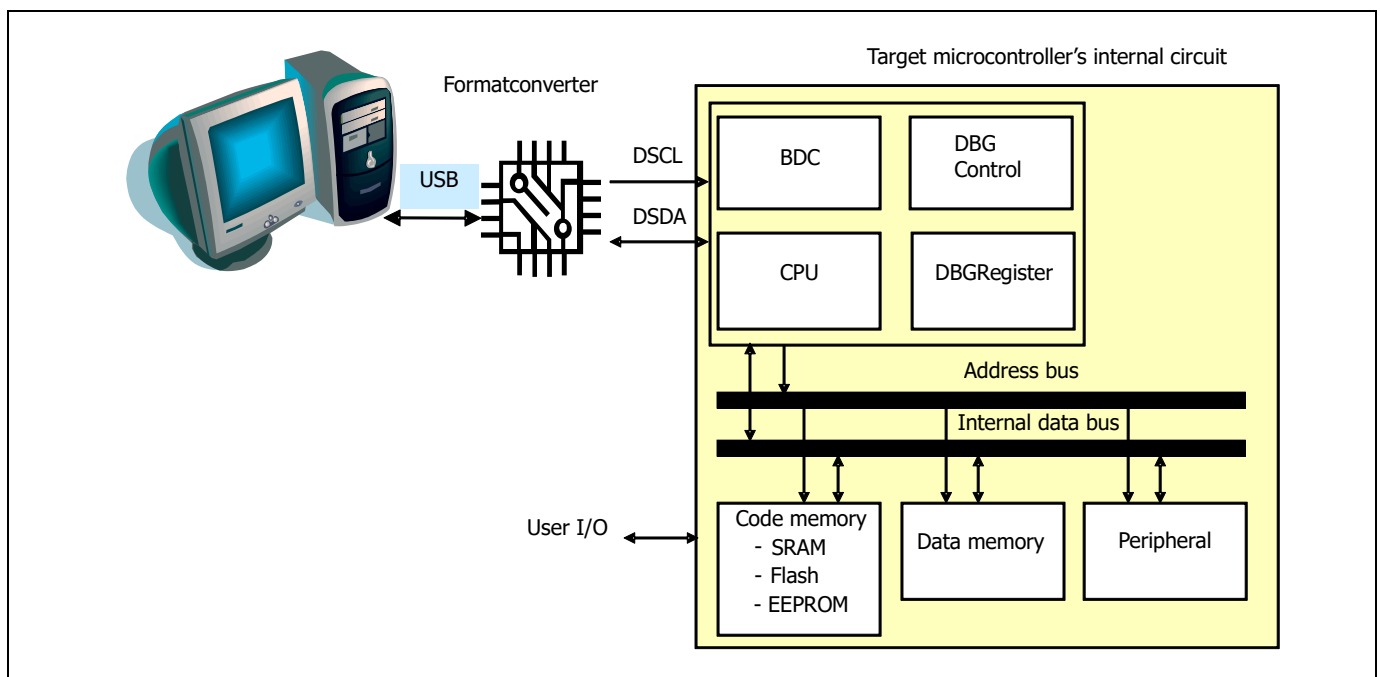 Target microcontroller's internal circuit
Formatconverter
USB
DSCL
DSDA
BDC
DBG
Control
CPU
DBGRegister
Address bus
Internal data bus
User I/O
Code memory
- SRAM
- Flash
- EEPROM
Data memory
Peripheral